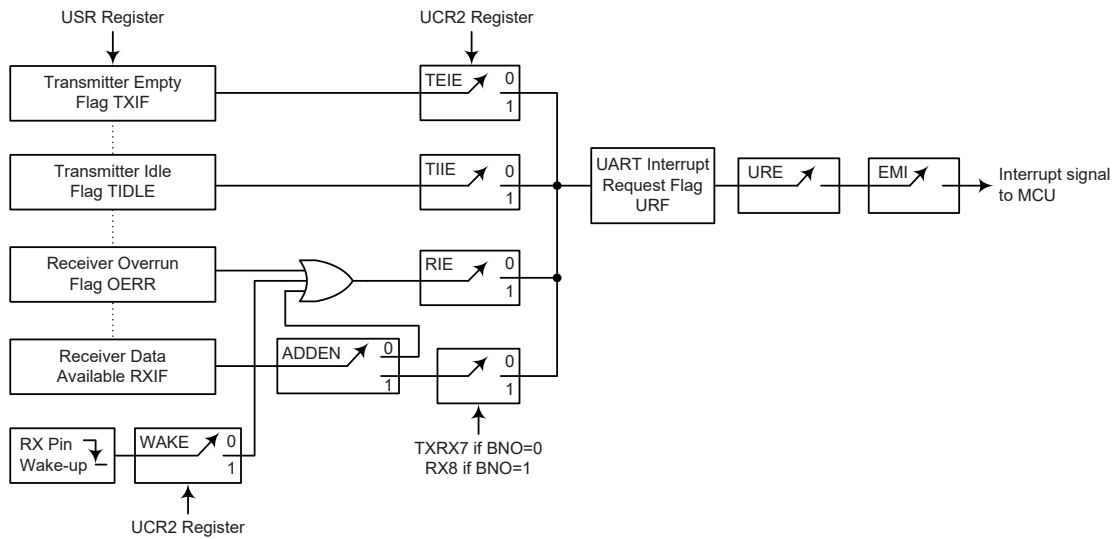 USR Register
UCR2 Register
Transmitter Empty
Flag TXIF
TEIE
0
1
Transmitter Idle
Flag TIDLE
TIIE
0
1
UART Interrupt
Request Flag
URF
URE
EMI
Interrupt signal
to MCU
Receiver Overrun
Flag OERR
RIE
0
1
Receiver Data
Available RXIF
ADDEN
0
1
0
1
TXRX7 if BNO=0
RX8 if BNO=1
RX Pin
Wake-up
WAKE
0
1
UCR2 Register